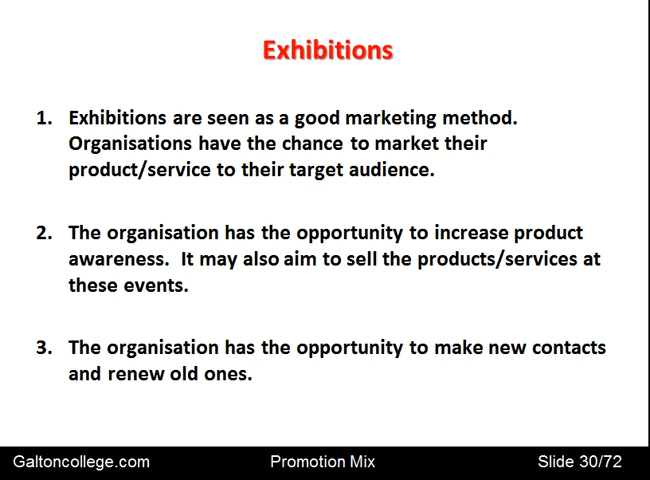 Exhibitions
1. Exhibitions are seen as a good marketing method.
Organisations have the chance to market their
product/service to their target audience.
2. The organisation has the opportunity to increase product
awareness.  It may also aim to sell the products/services at
these events.
3. The organisation has the opportunity to make new contacts
and renew old ones.
Galtoncollege.com Promotion Mix Slide 30/72